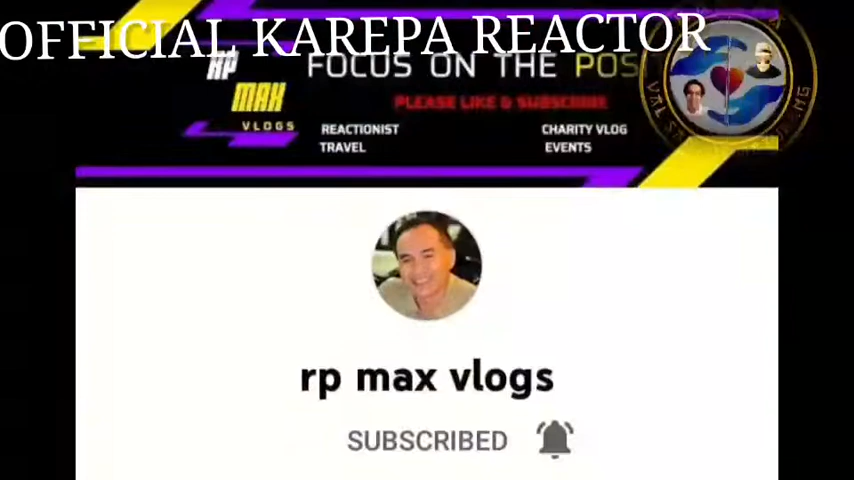 OFFICIAL KAREPA REACTOR
RP
MAX
VLOGS
FOCUS ON THE POS
PLEASE LIKE & SUBSCRIBE
REACTIONIST
CHARITY VLOG
TRAVEL
EVENTS
rp max vlogs
SUBSCRIBED